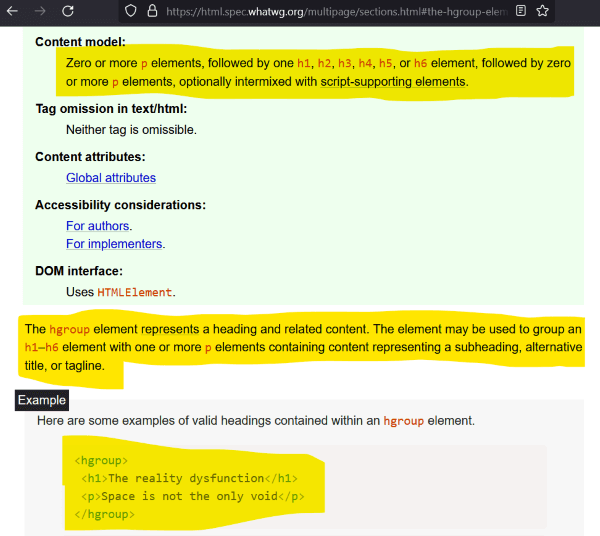 https://html.spec.whatwg.org/multipage/sections.html#the-hgroup-elem
Content model:
Zero or more p elements, followed by one h1, h2, h3, h4, h5, or h6 element, followed by zero
or more p elements, optionally intermixed with script-supporting elements.
Tag omission in text/html:
Neither tag is omissible.
Content attributes:
Global attributes
Accessibility considerations:
For authors.
For implementers.
DOM interface:
Uses HTMLElement.
The hgroup element represents a heading and related content. The element may be used to group an
h1–h6 element with one or more p elements containing content representing a subheading, alternative
title, or tagline.
Example
Here are some examples of valid headings contained within an hgroup element.
<hgroup>
<h1>The reality dysfunction</h1>
<p>Space is not the only void</p>
</hgroup>